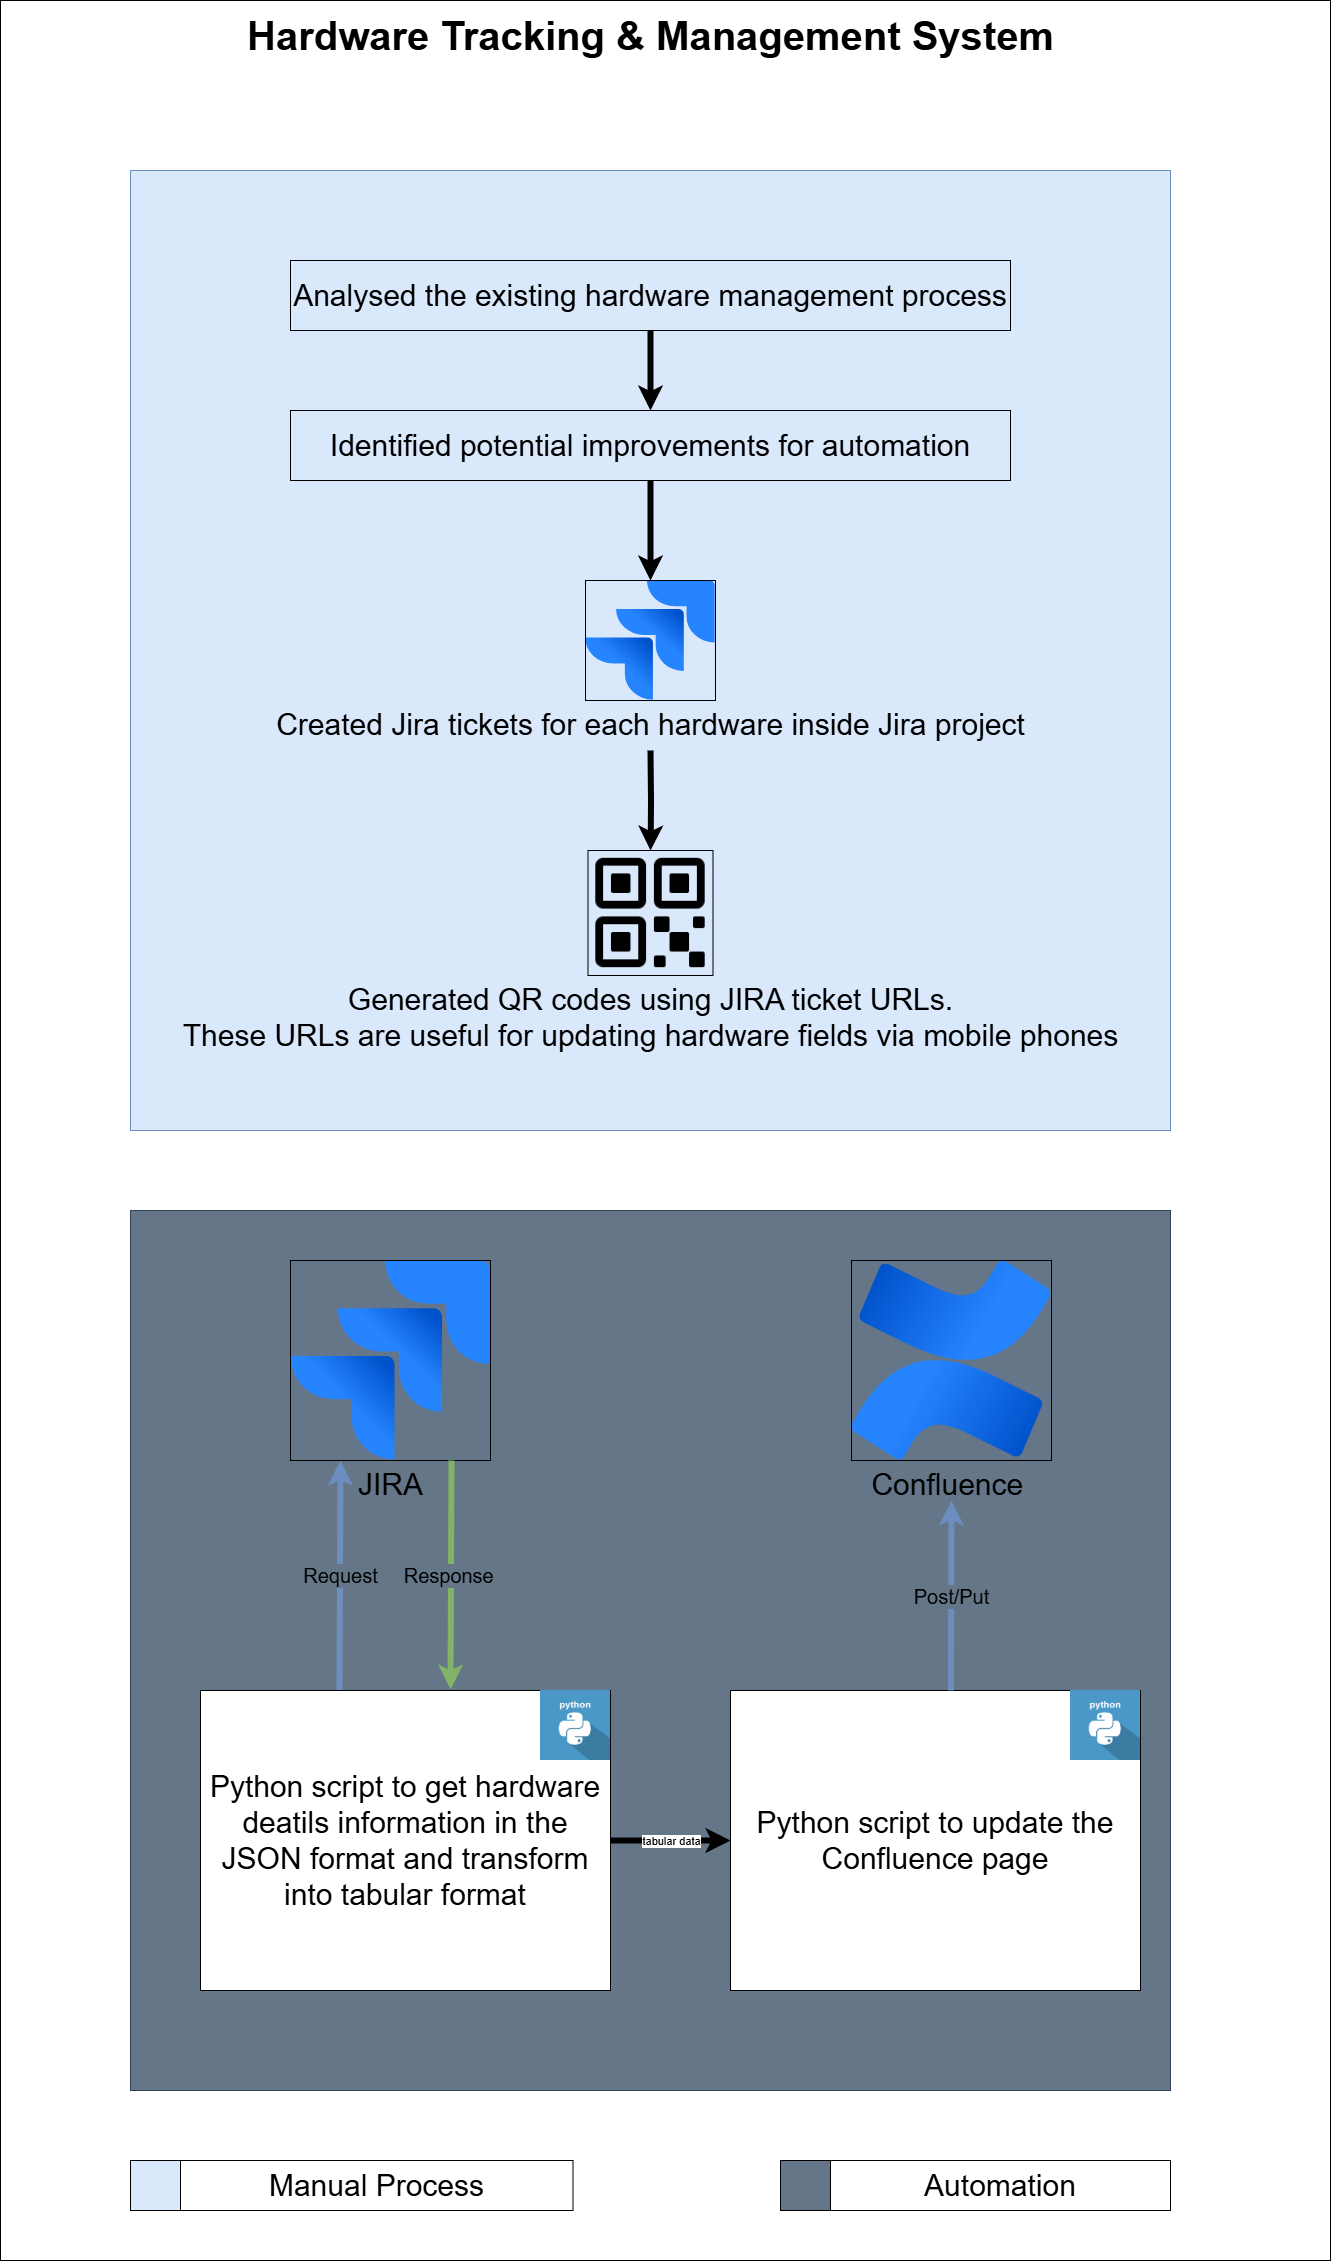 Hardware Tracking & Management System
Analysed the existing hardware management process
Identified potential improvements for automation
Created Jira tickets for each hardware inside Jira project
Generated QR codes using JIRA ticket URLs.
These URLs are useful for updating hardware fields via mobile phones
JIRA
Confluence
Request
Response
Post/Put
python
Python script to get hardware
deatils information in the
JSON format and transform
into tabular format
tabular data
python
Python script to update the
Confluence page
Manual Process
Automation